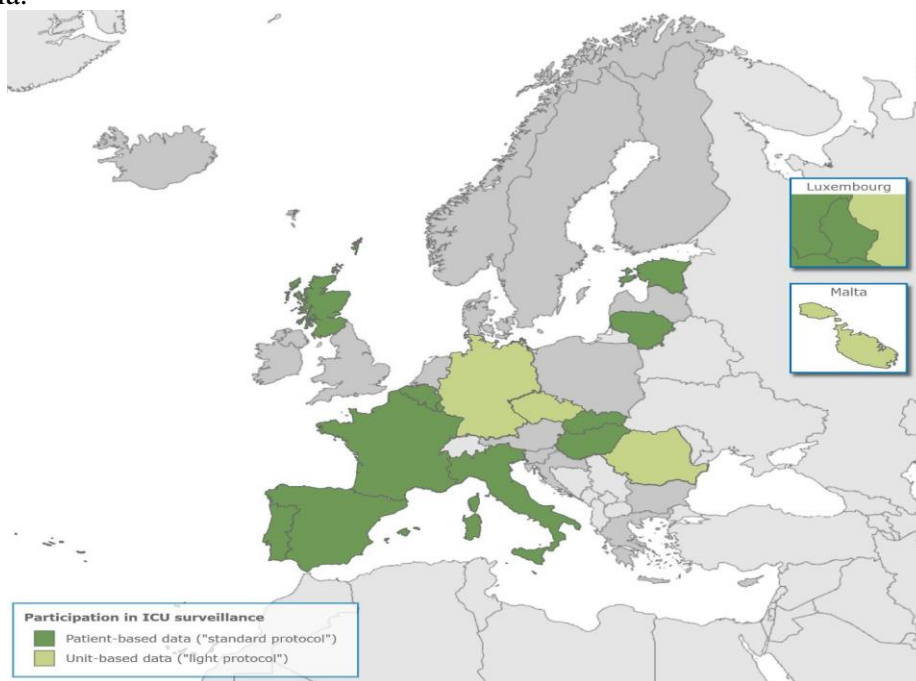 Luxembourg
Malta
Participation in ICU surveillance
Patient-based data ("standard protocol")
Unit-based data ("light protocol")